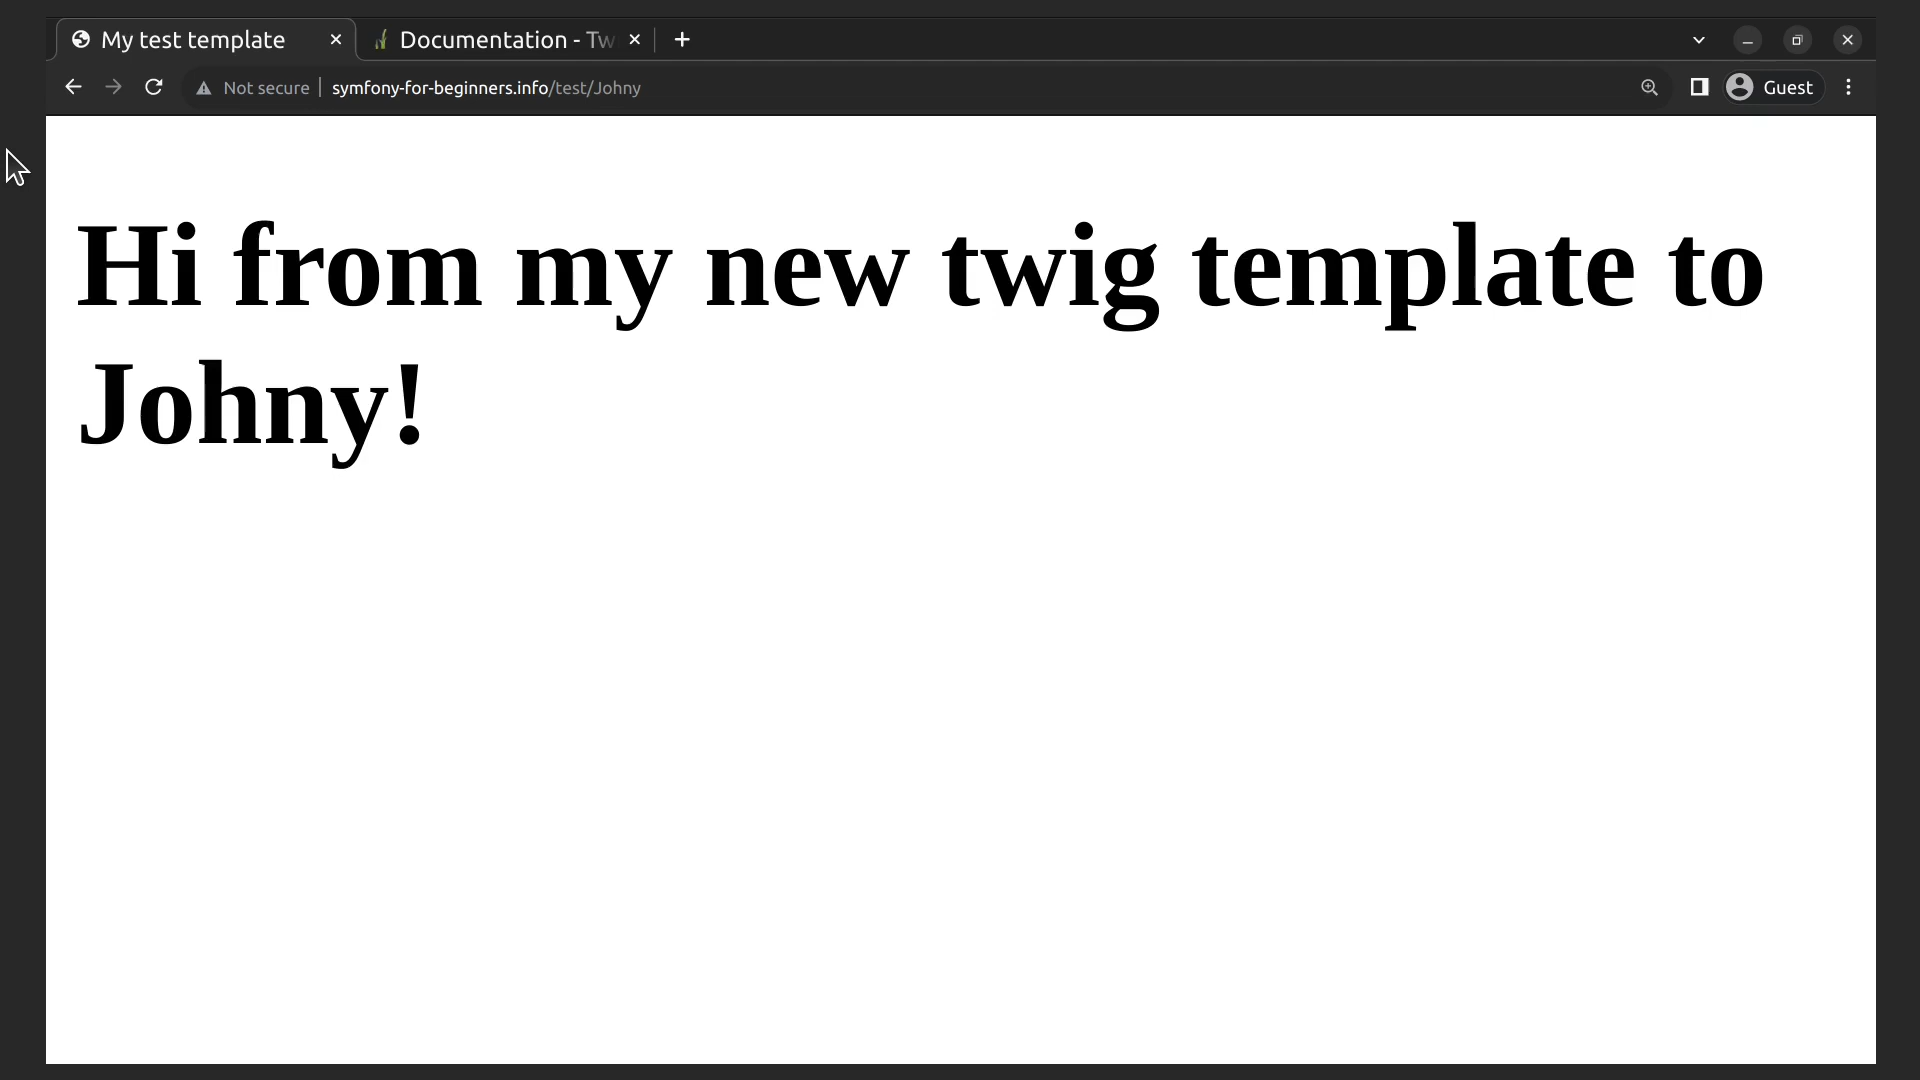 My test template
Documentation - Tw
Not secure
symfony-for-beginners.info/test/Johny
Guest
Hi from my new twig template to
Johny!